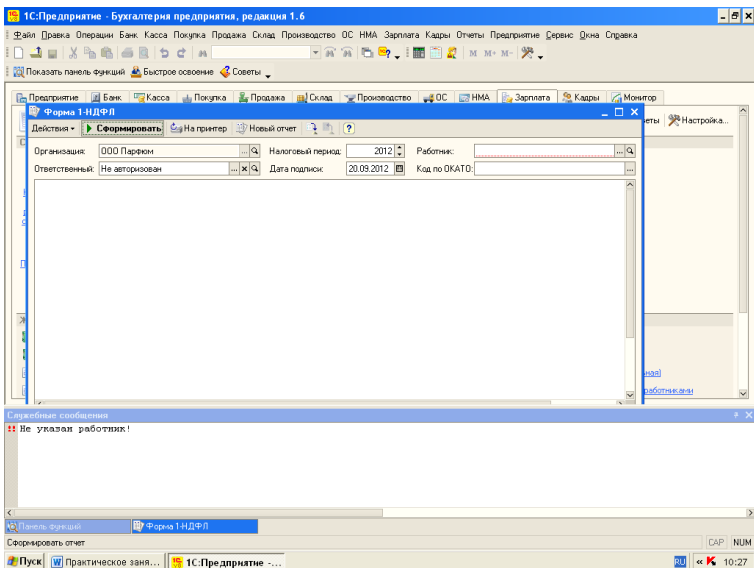 1С:Предприятие - Бухгалтерия предприятия, редакция 1.6
Файл Правка Операции Банк Касса Покупка Продажа Склад Производство ОС НМА Зарплата Кадры Отчеты Предприятие Сервис Окна Справка
M M+ M-
Показать панель функций Быстрое освоение Советы
Предприятие Банк Касса Покупка Продажа Склад Производство ОС НМА Зарплата Кадры Монитор
Форма 1-НДФЛ
еты Настройка...
Действия Сформировать На принтер Новый отчет ?
Организация: ООО Парфюм ... Налоговый период: 2012 Работник: ...
Ответственный: Не авторизован ... x Дата подписи: 20.09.2012 Код по ОКАТО: ...
ная)
работниками
Служебные сообщения
!! Не указан работник!
Панель функций Форма 1-НДФЛ
Сформировать отчет CAP NUM
Пуск Практическое заня... 1С:Предприятие -... RU « 10:27